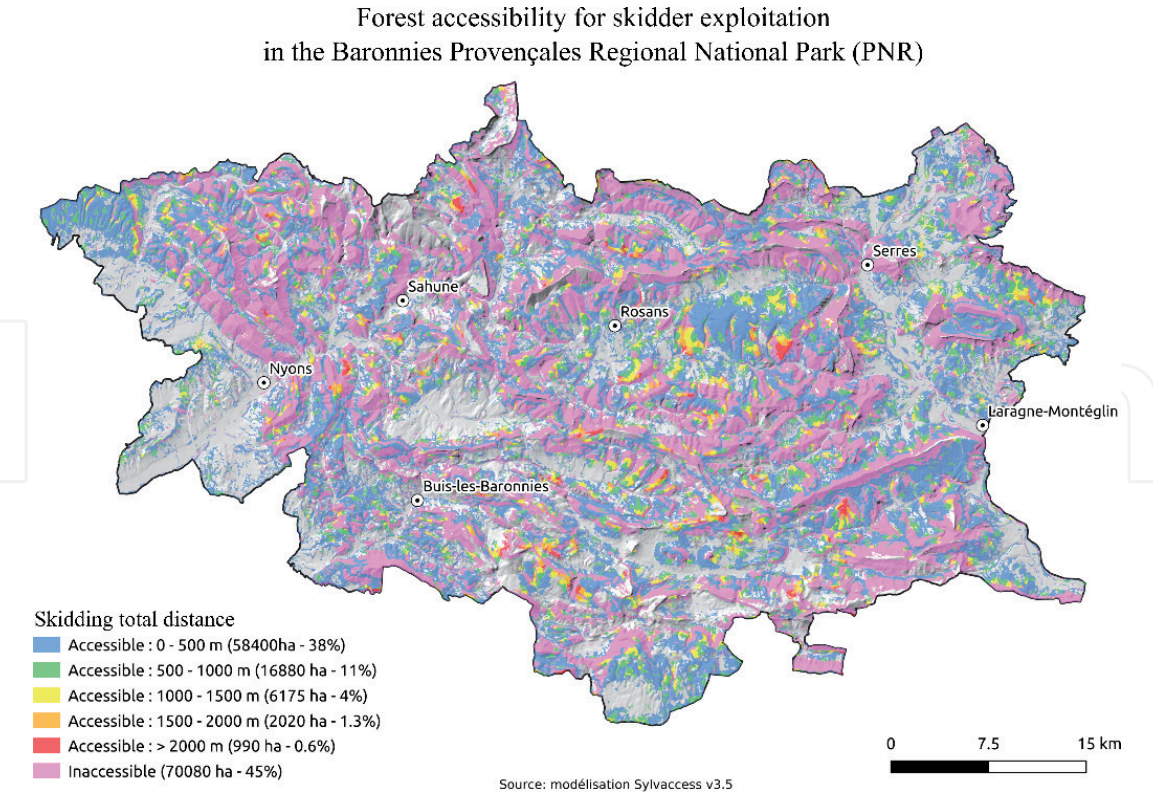 Forest accessibility for skidder exploitation
in the Baronnies Provençales Regional National Park (PNR)
Serres
Sahune
Rosans
Nyons
Laragne-Montéglin
Buis-les-Baronnies
Skidding total distance
Accessible : 0 - 500 m (58400ha - 38%)
Accessible : 500 - 1000 m (16880 ha - 11%)
Accessible : 1000 - 1500 m (6175 ha - 4%)
Accessible : 1500 - 2000 m (2020 ha - 1.3%)
Accessible : > 2000 m (990 ha - 0.6%)
Inaccessible (70080 ha - 45%)
0 7.5 15 km
Source: modélisation Sylvaccess v3.5